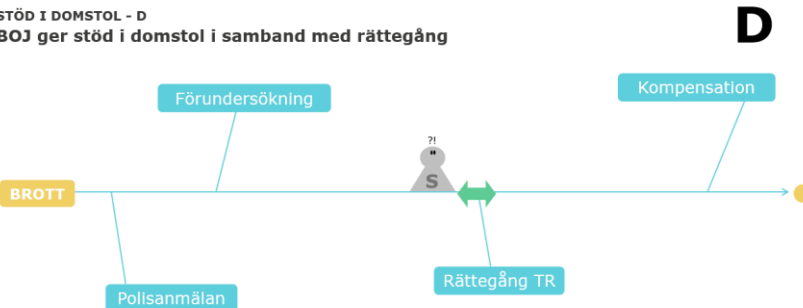 STÖD I DOMSTOL - D
BOJ ger stöd i domstol i samband med rättegång
D
Kompensation
Förundersökning
?!
"
S
BROTT
Rättegång TR
Polisanmälan